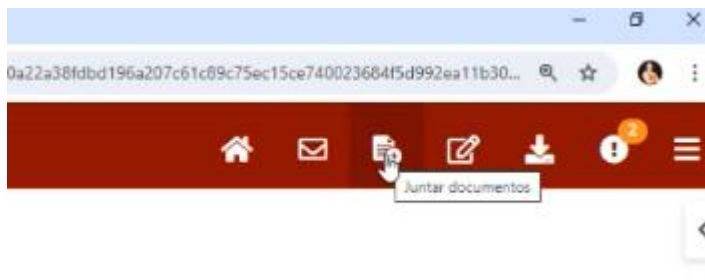 0a22a38fdbd196a207c61c89c75ec15ce740023684f5d992ea11b30...
2
Juntar documentos